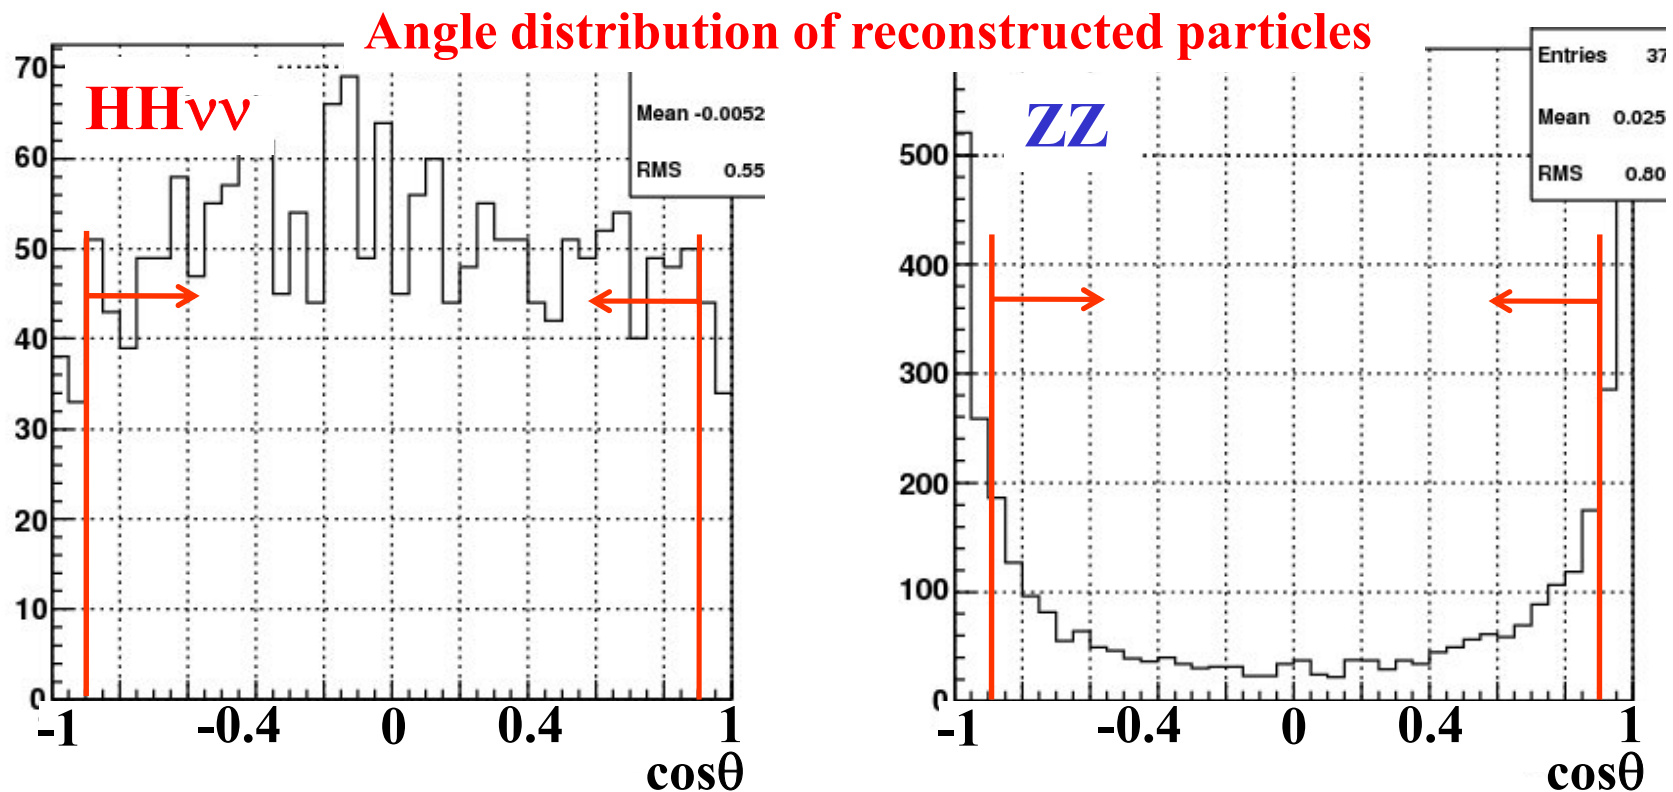 Angle distribution of reconstructed particles
HHνν
Mean -0.0052
RMS 0.55
70
60
50
40
30
20
10
0
-1 -0.4 0 0.4 1
cosθ
ZZ
Entries 37
Mean 0.025
RMS 0.80
500
400
300
200
100
0
-1 -0.4 0 0.4 1
cosθ